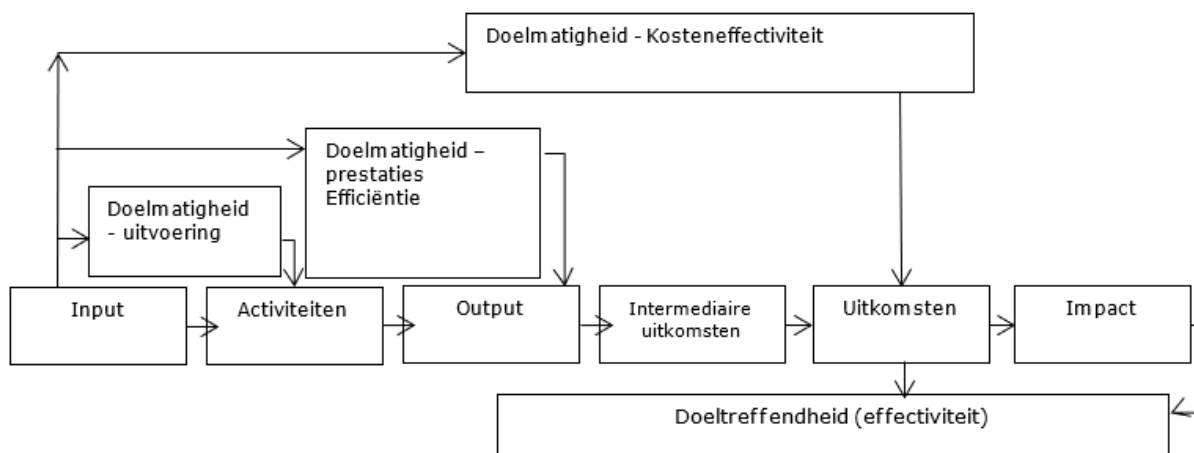 Doelmatigheid - Kosteneffectiviteit
Doelmatigheid –
prestaties
Efficiëntie
Doelmatigheid
- uitvoering
Input
Activiteiten
Output
Intermediaire
uitkomsten
Uitkomsten
Impact
Doeltreffendheid (effectiviteit)